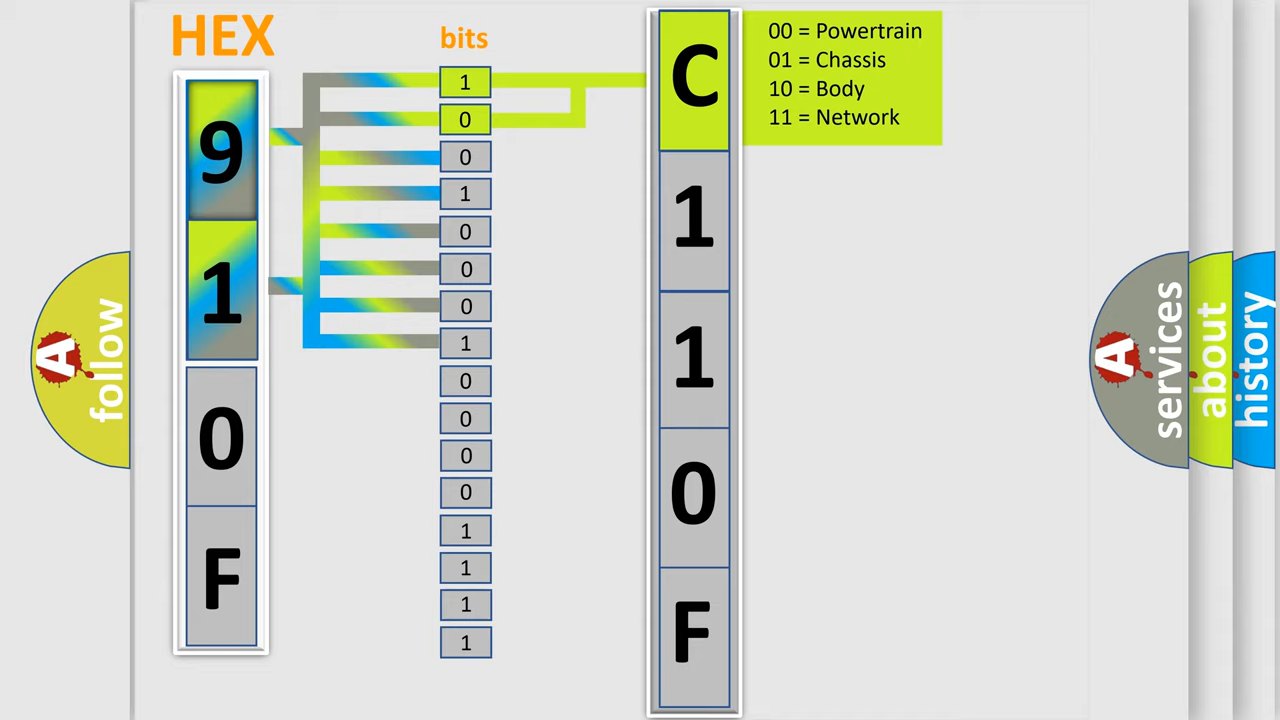 HEX
9
1
0
F
bits
1
0
0
1
0
0
0
1
0
0
0
0
1
1
1
1
C
1
1
0
F
00 = Powertrain
01 = Chassis
10 = Body
11 = Network
A
follow
A
services
about
history